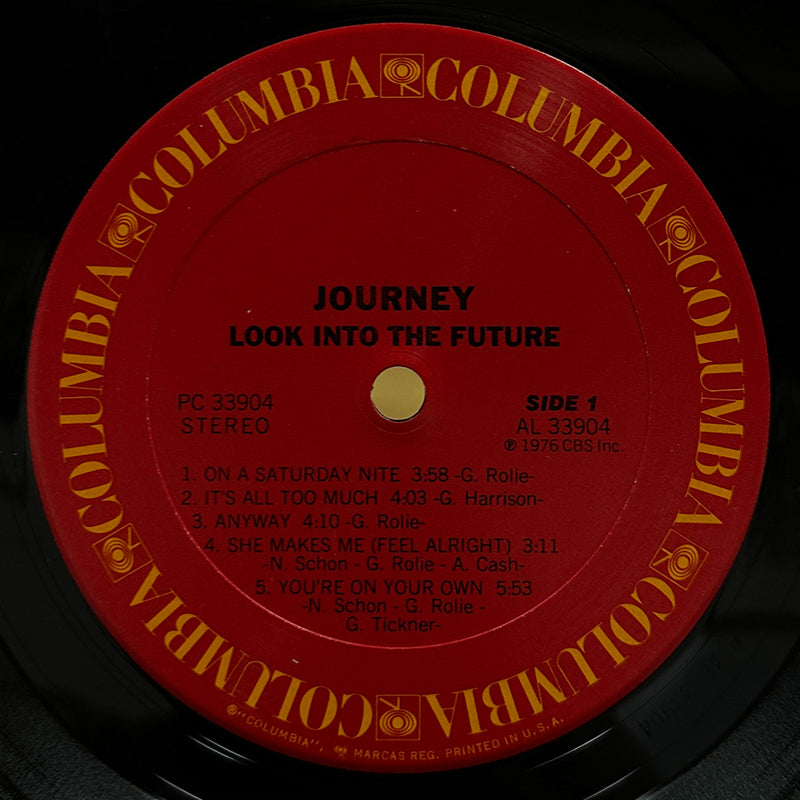 COLUMBIA COLUMBIA COLUMBIA COLUMBIA COLUMBIA COLUMBIA COLUMBIA COLUMBIA
JOURNEY
LOOK INTO THE FUTURE
PC 33904
STEREO
SIDE 1
AL 33904
℗ 1976 CBS Inc.
1. ON A SATURDAY NITE 3:58 -G. Rolie-
2. IT'S ALL TOO MUCH 4:03 -G. Harrison-
3. ANYWAY 4:10 -G. Rolie-
4. SHE MAKES ME (FEEL ALRIGHT) 3:11
-N. Schon - G. Rolie - A. Cash-
5. YOU'RE ON YOUR OWN 5:53
-N. Schon - G. Rolie -
G. Tickner-
®"COLUMBIA", MARCAS REG. PRINTED IN U.S.A.